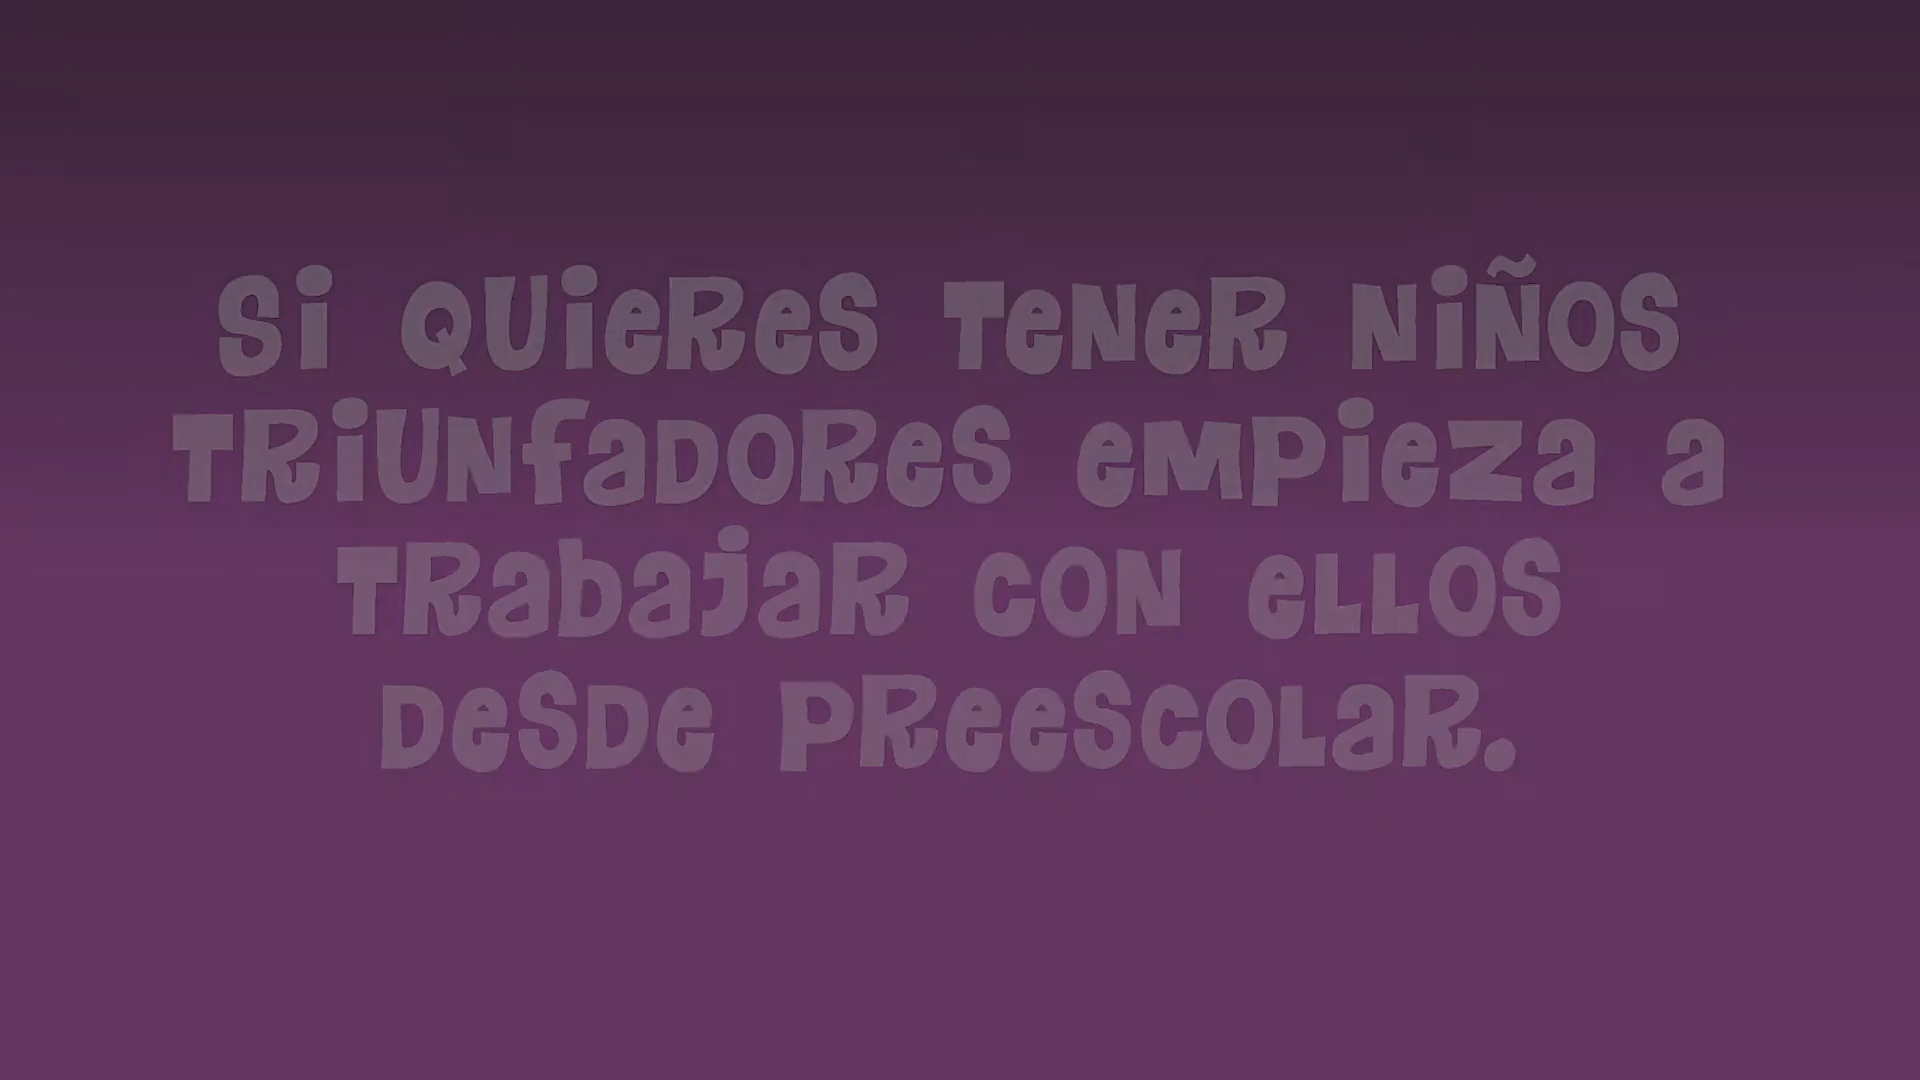 Si quieres tener niños
triunfadores empieza a
trabajar con ellos
desde preescolar.